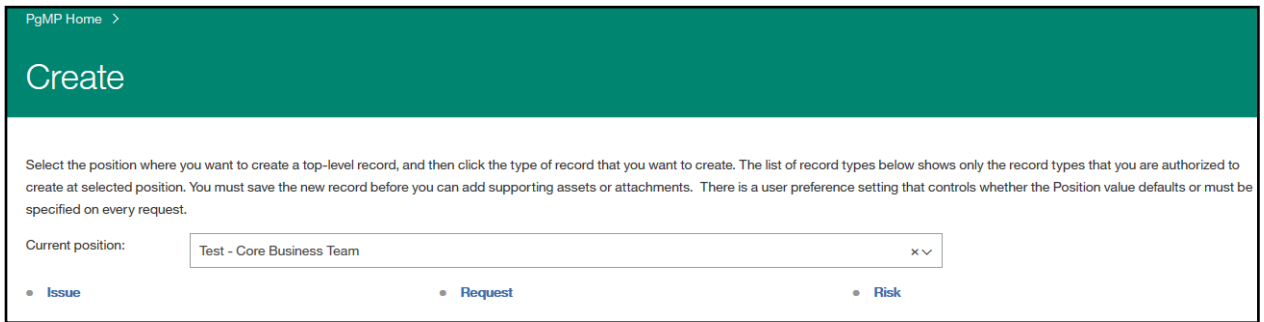 PgMP Home >
Create
Select the position where you want to create a top-level record, and then click the type of record that you want to create. The list of record types below shows only the record types that you are authorized to
create at selected position. You must save the new record before you can add supporting assets or attachments.  There is a user preference setting that controls whether the Position value defaults or must be
specified on every request.
Current position: Test - Core Business Team
Issue Request Risk